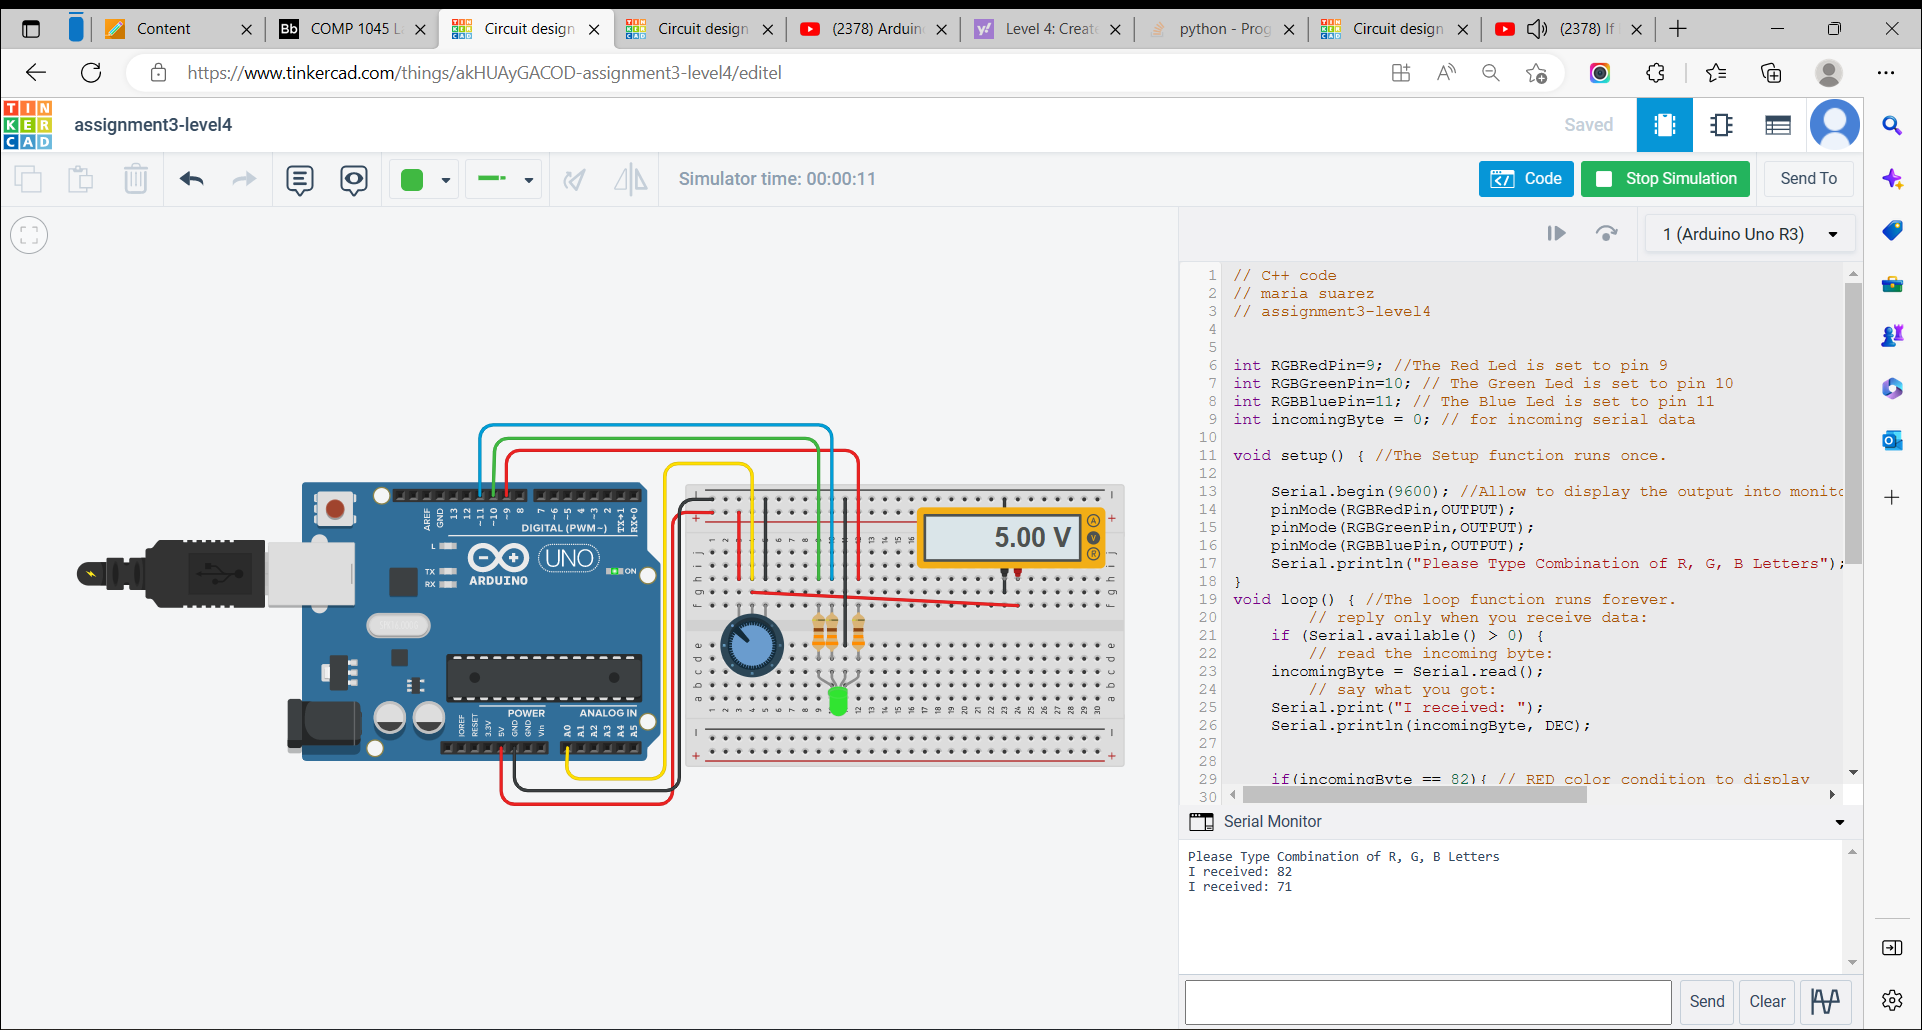 Content
Bb COMP 1045 L
Circuit design
Circuit design
(2378) Arduin
Level 4: Create
python - Prog
Circuit design
(2378) If
https://www.tinkercad.com/things/akHUAyGACOD-assignment3-level4/editel
TIN
KER
CAD
assignment3-level4
Saved
Simulator time: 00:00:11
Code
Stop Simulation
Send To
1 (Arduino Uno R3)
1 // C++ code
2 // maria suarez
3 // assignment3-level4
4
5
6 int RGBRedPin=9; //The Red Led is set to pin 9
7 int RGBGreenPin=10; // The Green Led is set to pin 10
8 int RGBBluePin=11; // The Blue Led is set to pin 11
9 int incomingByte = 0; // for incoming serial data
10
11 void setup() { //The Setup function runs once.
12
13 Serial.begin(9600); //Allow to display the output into monito
14 pinMode(RGBRedPin,OUTPUT);
15 pinMode(RGBGreenPin,OUTPUT);
16 pinMode(RGBBluePin,OUTPUT);
17 Serial.println("Please Type Combination of R, G, B Letters");
18 }
19 void loop() { //The loop function runs forever.
20 // reply only when you receive data:
21 if (Serial.available() > 0) {
22 // read the incoming byte:
23 incomingByte = Serial.read();
24 // say what you got:
25 Serial.print("I received: ");
26 Serial.println(incomingByte, DEC);
27
28
29 if(incomingByte == 82){ // RED color condition to display
30
Serial Monitor
Please Type Combination of R, G, B Letters
I received: 82
I received: 71
Send
Clear
AREF
GND
13
12
~11
~10
~9
8
7
~6
~5
4
~3
2
TX→1
RX←0
DIGITAL (PWM~)
L
TX
RX
ARDUINO
UNO
ON
POWER
ANALOG IN
IOREF
RESET
3.3V
5V
GND
GND
Vin
A0
A1
A2
A3
A4
A5
5.00 V
A
V
R